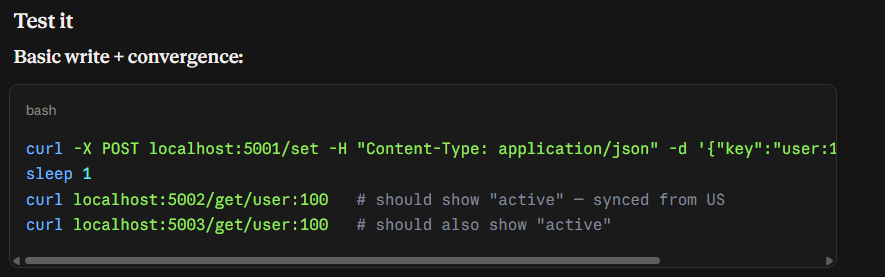 Test it
Basic write + convergence:
bash
curl -X POST localhost:5001/set -H "Content-Type: application/json" -d '{"key":"user:1
sleep 1
curl localhost:5002/get/user:100   # should show "active" — synced from US
curl localhost:5003/get/user:100   # should also show "active"